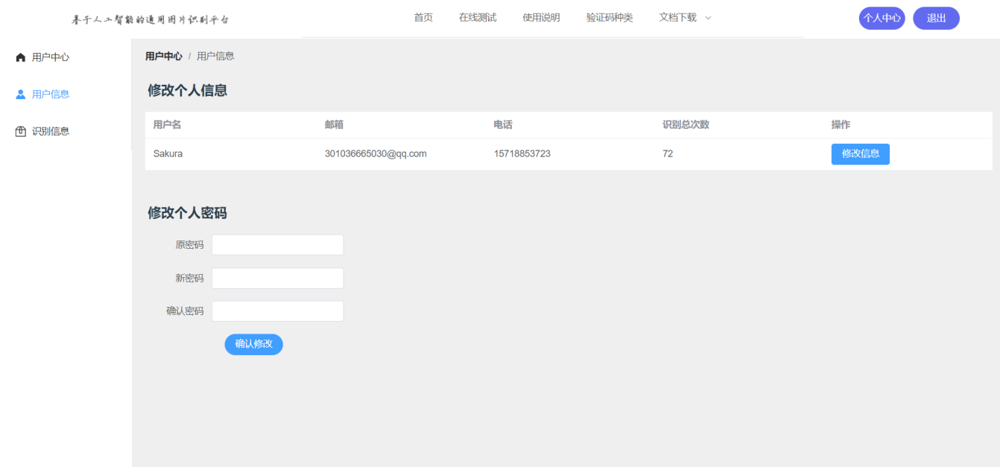 基于人工智能的通用图片识别平台
首页 在线测试 使用说明 验证码种类 文档下载
个人中心 退出
用户中心
用户信息
识别信息
用户中心 / 用户信息
修改个人信息
用户名 邮箱 电话 识别总次数 操作
Sakura 301036665030@qq.com 15718853723 72 修改信息
修改个人密码
原密码
新密码
确认密码
确认修改